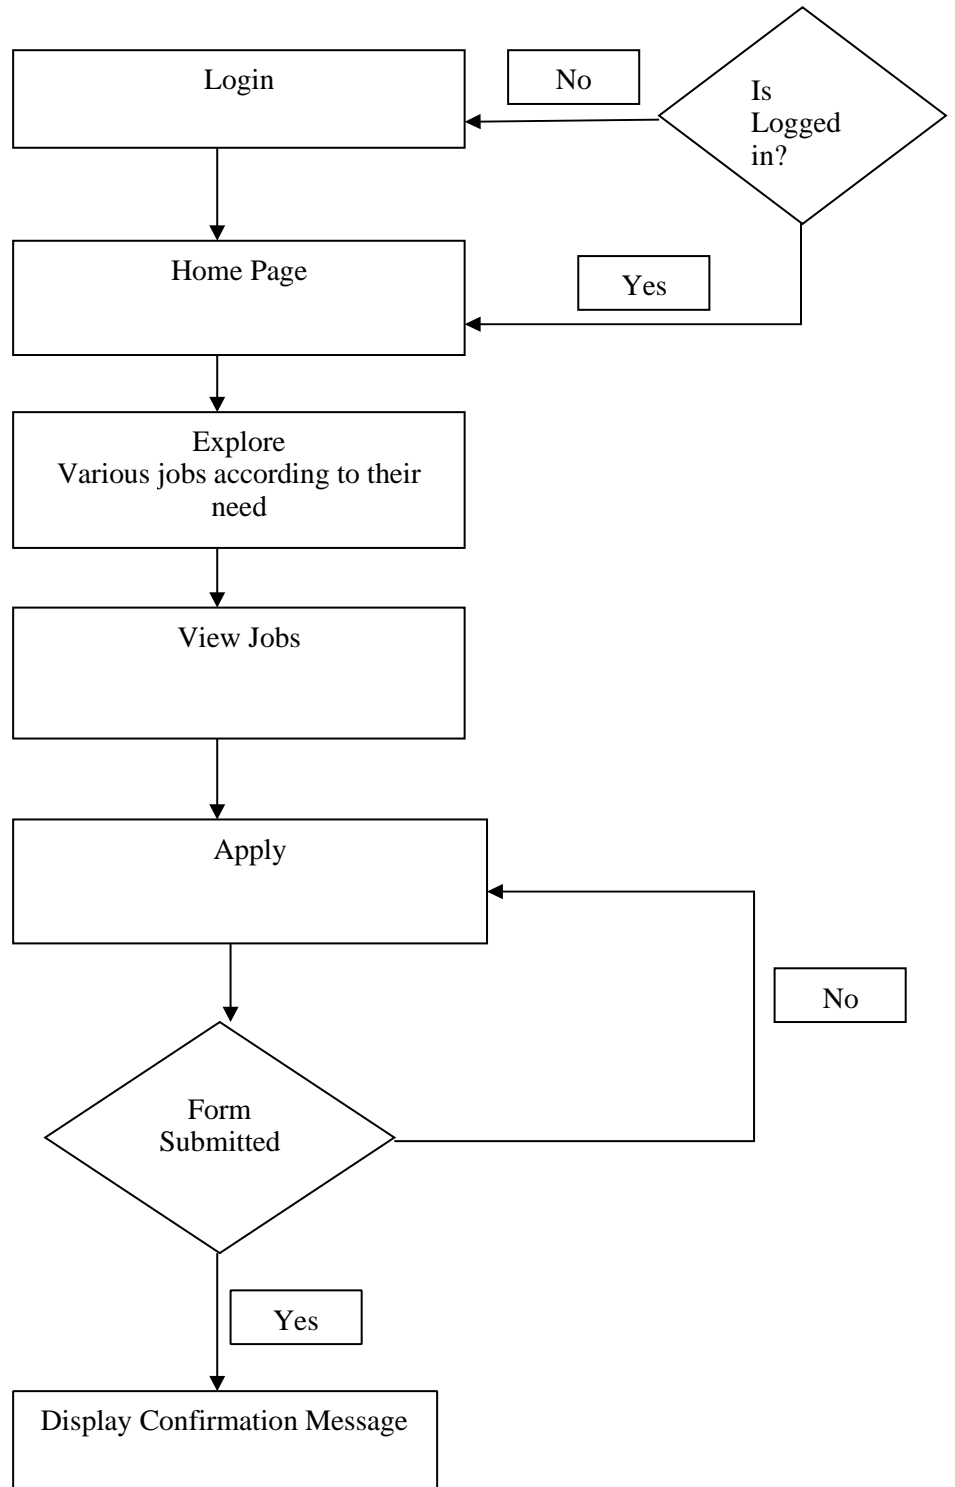 Login
No
Is
Logged
in?
Home Page
Yes
Explore
Various jobs according to their
need
View Jobs
Apply
No
Form
Submitted
Yes
Display Confirmation Message